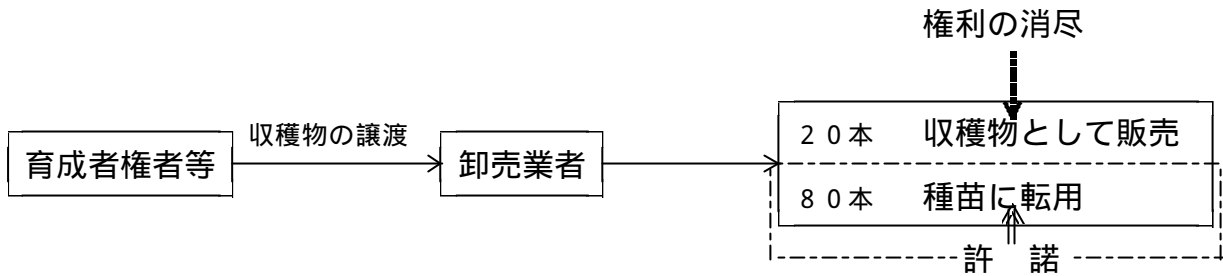 権利の消尽
収穫物の譲渡
育成者権者等
卸売業者
20本 収穫物として販売
80本 種苗に転用
許諾